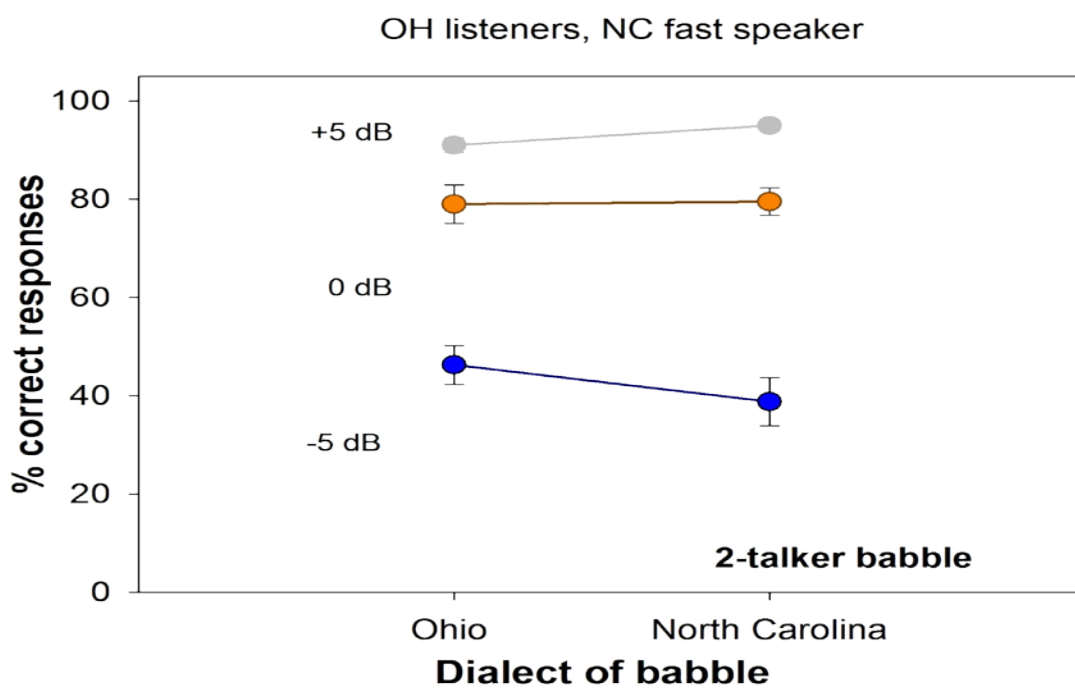 OH listeners, NC fast speaker
100
80
60
40
20
0
% correct responses
+5 dB
0 dB
-5 dB
2-talker babble
Ohio
North Carolina
Dialect of babble